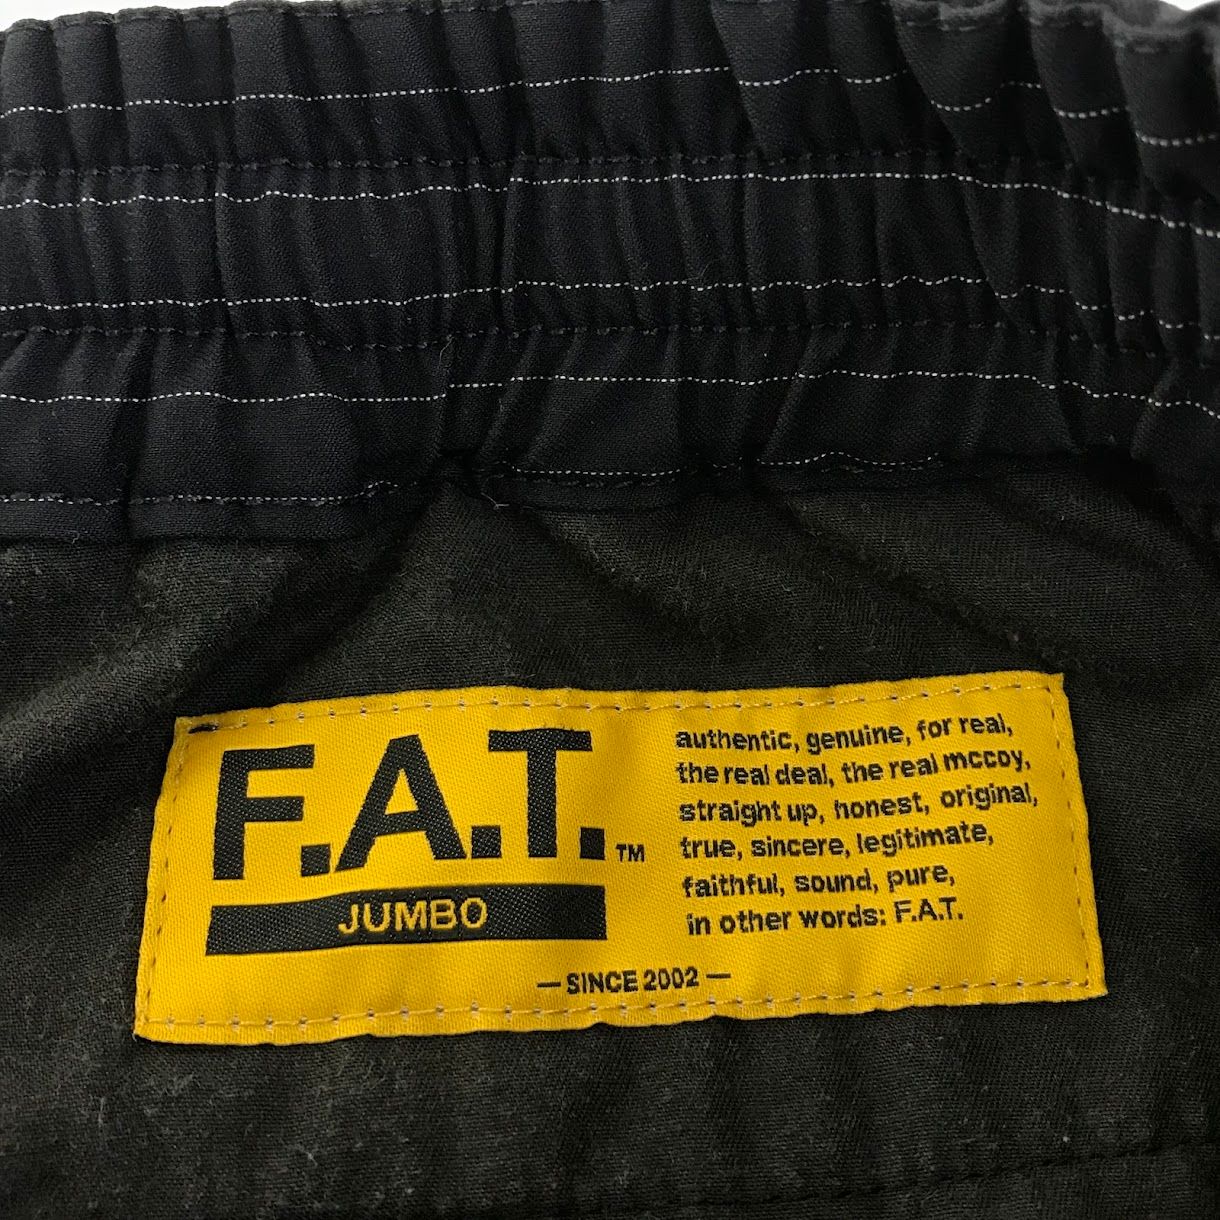 F.A.T.™
JUMBO
authentic, genuine, for real,
the real deal, the real mccoy,
straight up, honest, original,
true, sincere, legitimate,
faithful, sound, pure,
in other words: F.A.T.
— SINCE 2002 —